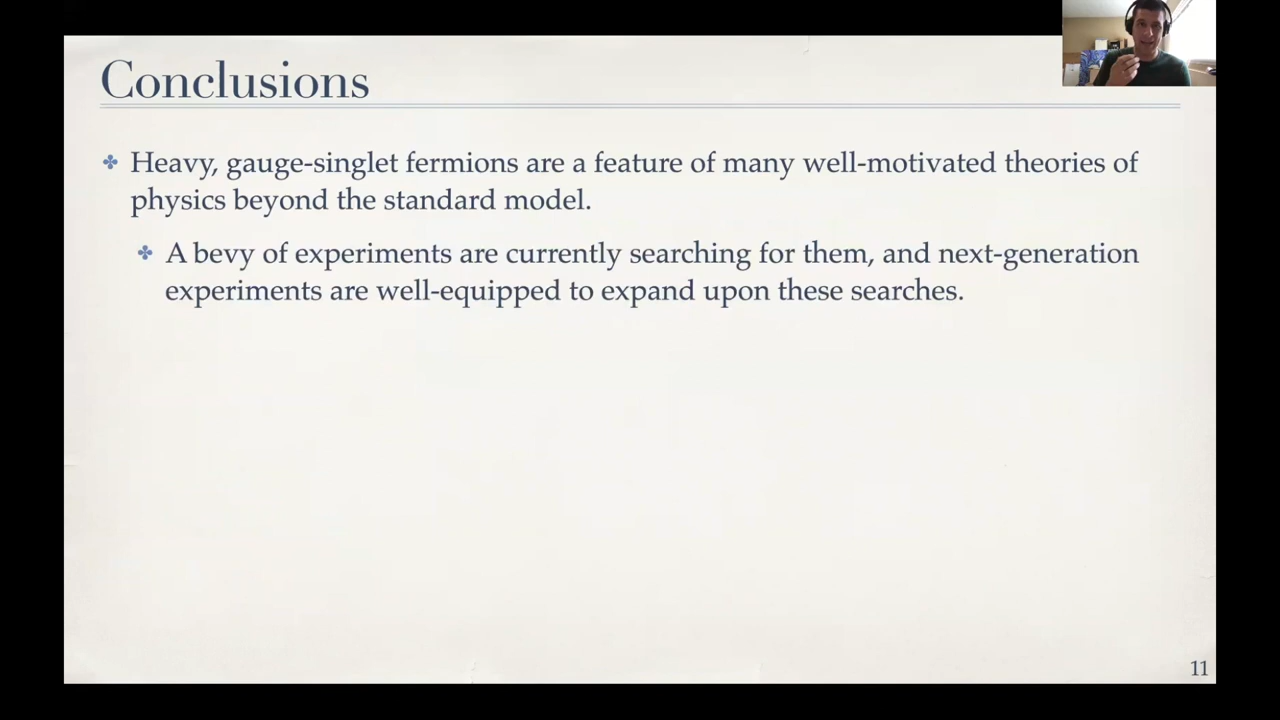 Conclusions
Heavy, gauge-singlet fermions are a feature of many well-motivated theories of
physics beyond the standard model.
A bevy of experiments are currently searching for them, and next-generation
experiments are well-equipped to expand upon these searches.
11